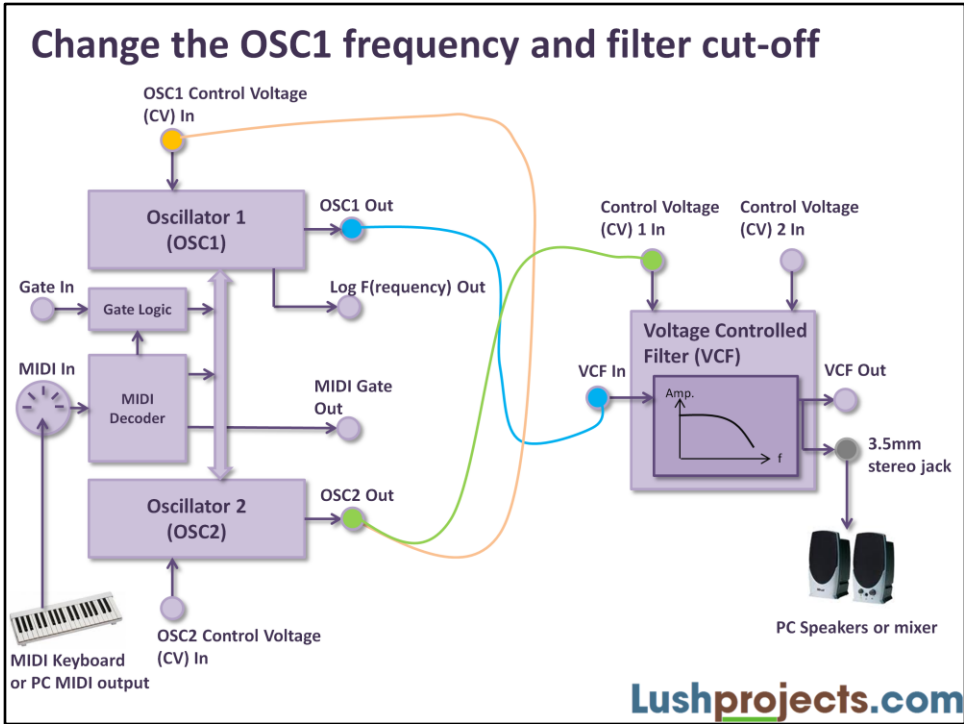 Change the OSC1 frequency and filter cut-off
OSC1 Control Voltage
(CV) In
Oscillator 1
(OSC1)
OSC1 Out
Control Voltage
(CV) 1 In
Control Voltage
(CV) 2 In
Gate In
Gate Logic
Log F(requency) Out
Voltage Controlled
Filter (VCF)
MIDI In
MIDI
Decoder
MIDI Gate
Out
VCF In
Amp.
f
VCF Out
3.5mm
stereo jack
Oscillator 2
(OSC2)
OSC2 Out
OSC2 Control Voltage
(CV) In
MIDI Keyboard
or PC MIDI output
PC Speakers or mixer
Lushprojects.com